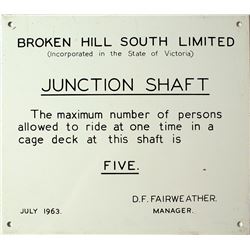 BROKEN HILL SOUTH LIMITED
(Incorporated in the State of Victoria)
JUNCTION SHAFT
The maximum number of persons
allowed to ride at one time in a
cage deck at this shaft is
FIVE.
D.F. FAIRWEATHER.
JULY 1963. MANAGER.